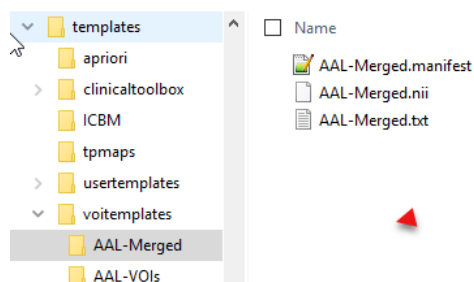 templates
apriori
clinicaltoolbox
ICBM
tpmaps
usertemplates
voitemplates
AAL-Merged
AAL-VOIs
Name
AAL-Merged.manifest
AAL-Merged.nii
AAL-Merged.txt